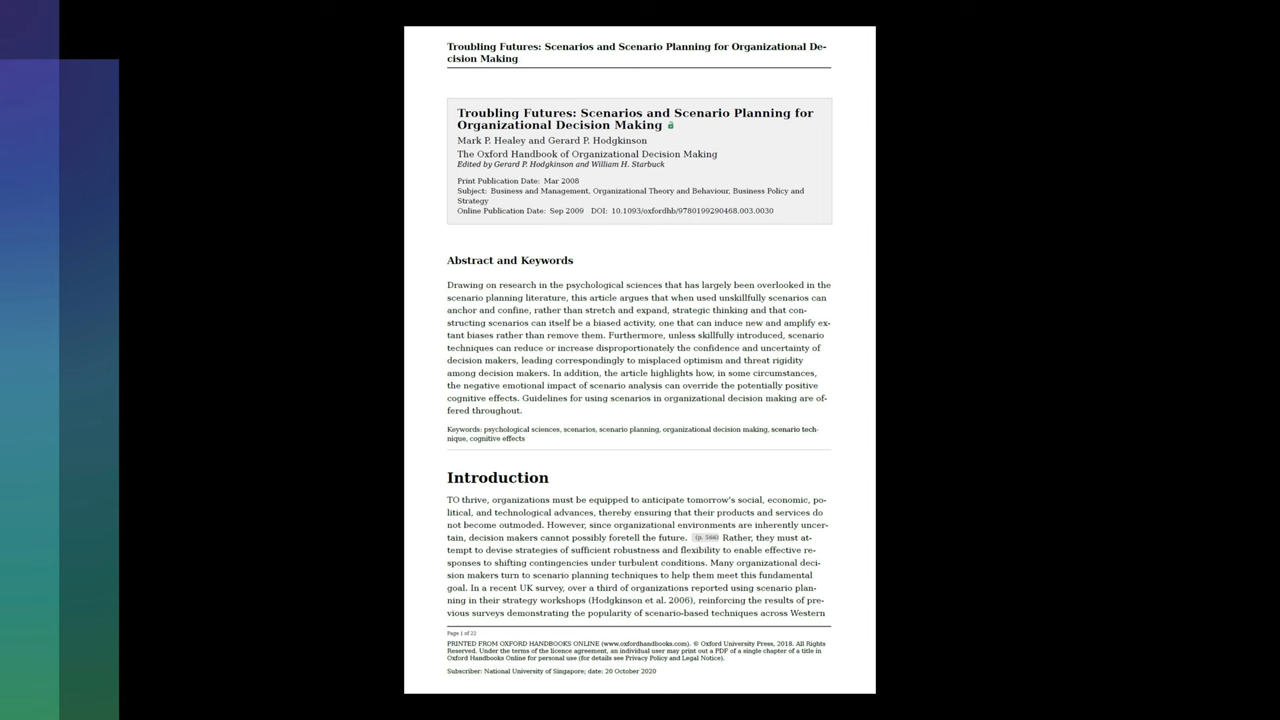 Troubling Futures: Scenarios and Scenario Planning for Organizational De-
cision Making
Troubling Futures: Scenarios and Scenario Planning for
Organizational Decision Making
Mark P. Healey and Gerard P. Hodgkinson
The Oxford Handbook of Organizational Decision Making
Edited by Gerard P. Hodgkinson and William H. Starbuck
Print Publication Date: Mar 2008
Subject: Business and Management, Organizational Theory and Behaviour, Business Policy and
Strategy
Online Publication Date: Sep 2009 DOI: 10.1093/oxfordhb/9780199290468.003.0030
Abstract and Keywords
Drawing on research in the psychological sciences that has largely been overlooked in the
scenario planning literature, this article argues that when used unskillfully scenarios can
anchor and confine, rather than stretch and expand, strategic thinking and that con-
structing scenarios can itself be a biased activity, one that can induce new and amplify ex-
tant biases rather than remove them. Furthermore, unless skillfully introduced, scenario
techniques can reduce or increase disproportionately the confidence and uncertainty of
decision makers, leading correspondingly to misplaced optimism and threat rigidity
among decision makers. In addition, the article highlights how, in some circumstances,
the negative emotional impact of scenario analysis can override the potentially positive
cognitive effects. Guidelines for using scenarios in organizational decision making are of-
fered throughout.
Keywords: psychological sciences, scenarios, scenario planning, organizational decision making, scenario tech-
nique, cognitive effects
Introduction
TO thrive, organizations must be equipped to anticipate tomorrow's social, economic, po-
litical, and technological advances, thereby ensuring that their products and services do
not become outmoded. However, since organizational environments are inherently uncer-
tain, decision makers cannot possibly foretell the future. (p. 566) Rather, they must at-
tempt to devise strategies of sufficient robustness and flexibility to enable effective re-
sponses to shifting contingencies under turbulent conditions. Many organizational deci-
sion makers turn to scenario planning techniques to help them meet this fundamental
goal. In a recent UK survey, over a third of organizations reported using scenario plan-
ning in their strategy workshops (Hodgkinson et al. 2006), reinforcing the results of pre-
vious surveys demonstrating the popularity of scenario-based techniques across Western
Page 1 of 22
PRINTED FROM OXFORD HANDBOOKS ONLINE (www.oxfordhandbooks.com). © Oxford University Press, 2018. All Rights
Reserved. Under the terms of the licence agreement, an individual user may print out a PDF of a single chapter of a title in
Oxford Handbooks Online for personal use (for details see Privacy Policy and Legal Notice).
Subscriber: National University of Singapore; date: 20 October 2020